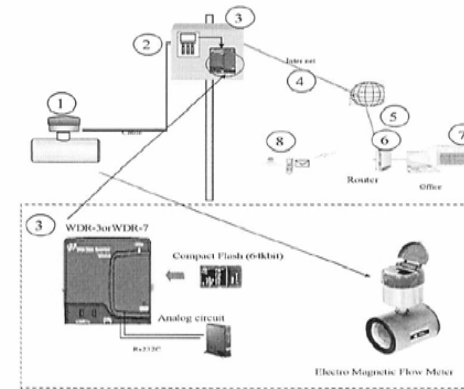 3
2
Inter net
4
1
Cable
5
8
6
7
Router
Office
3
WDR-3orWDR-7
Compact Flash (64kbit)
Analog circuit
Rs232C
Electro Magnetic Flow Meter